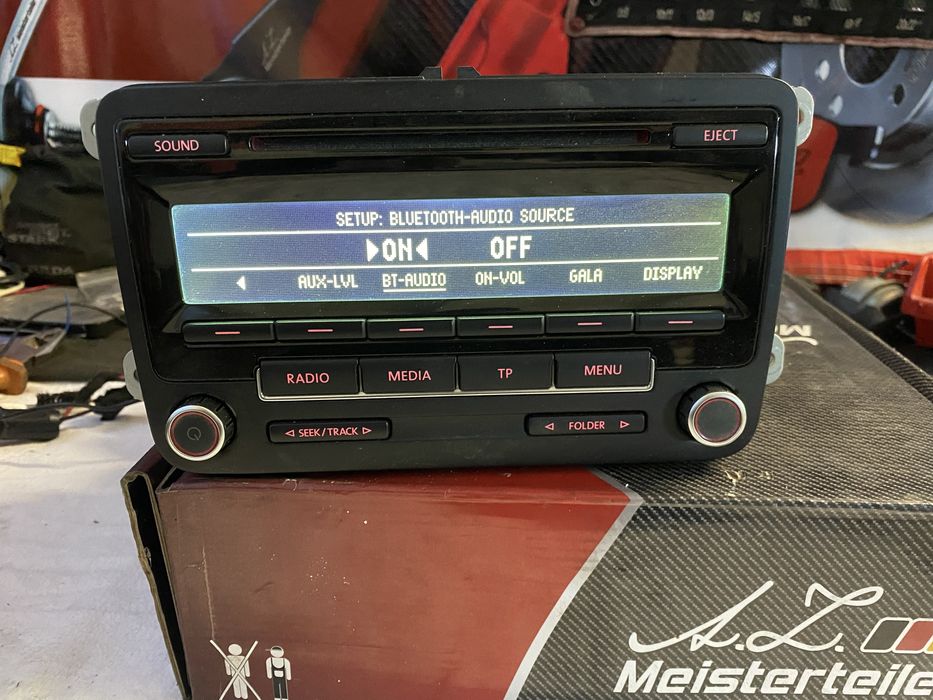 SOUND
EJECT
SETUP: BLUETOOTH-AUDIO SOURCE
ON OFF
AUX-LVL BT-AUDIO ON-VOL GALA DISPLAY
RADIO MEDIA TP MENU
SEEK/TRACK FOLDER
A.Z.
Meisterteile